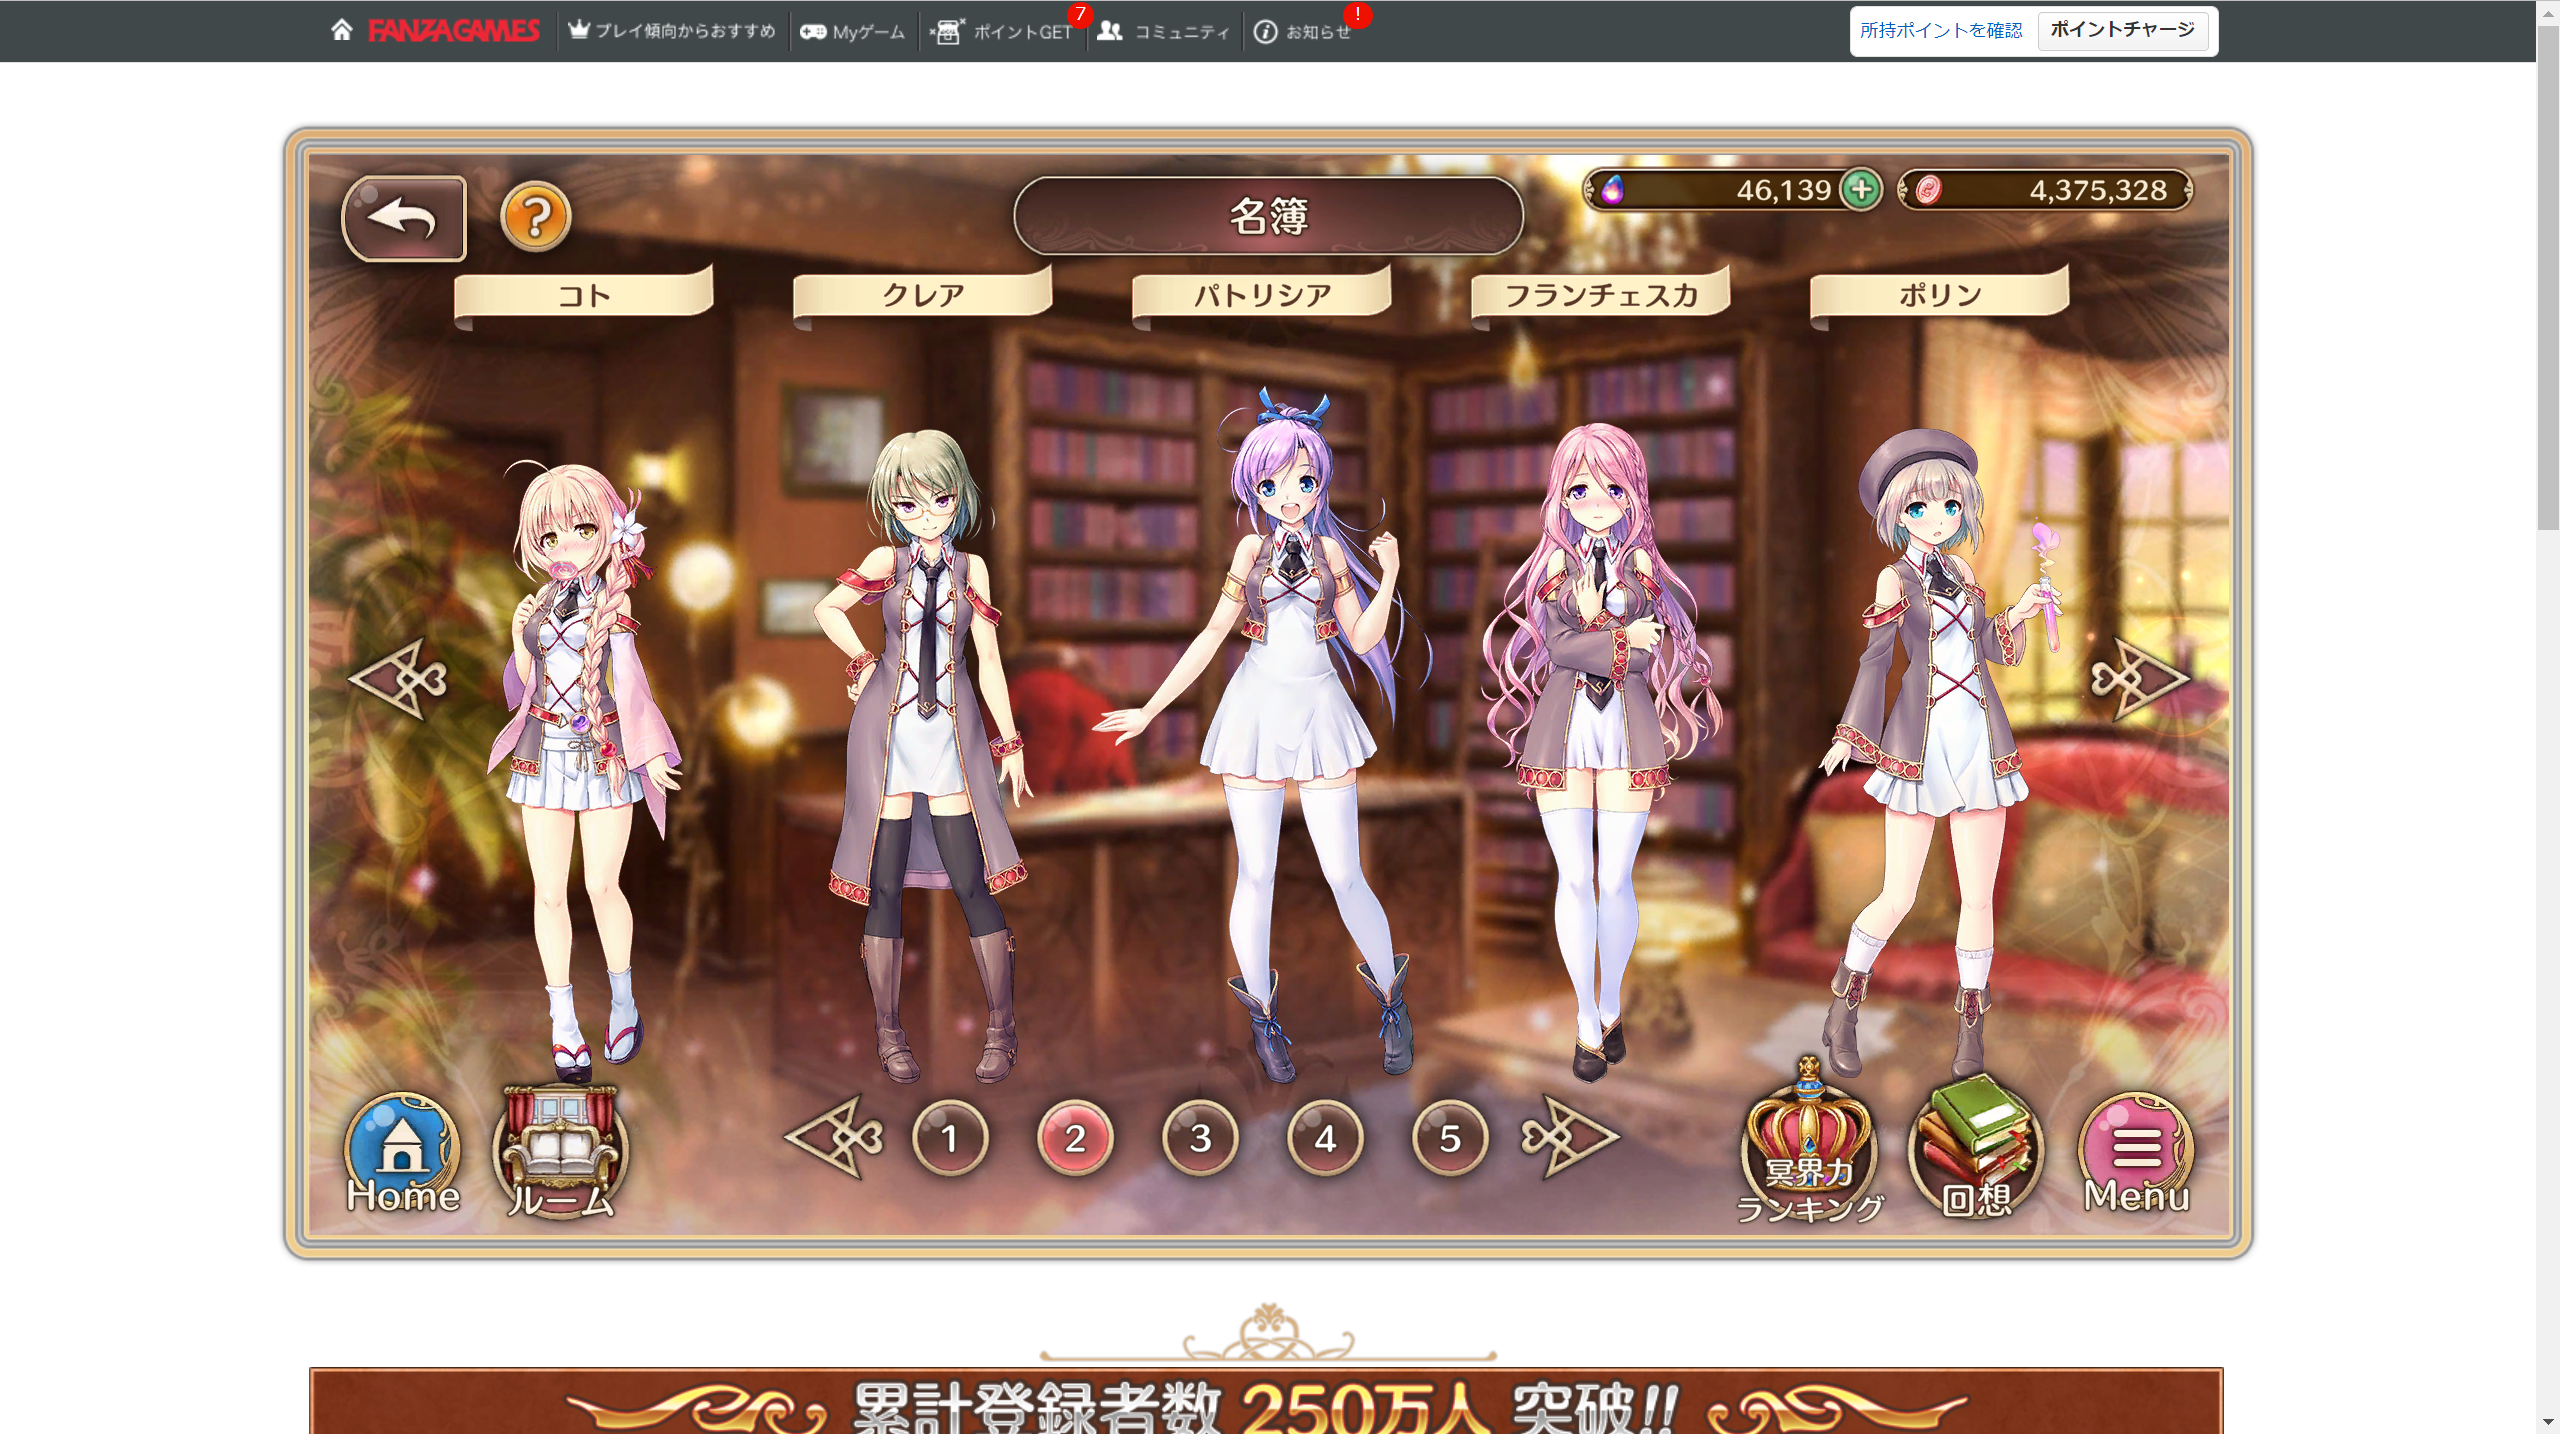 FANZA GAMES
プレイ傾向からおすすめ
Myゲーム
ポイントGET
7
コミュニティ
お知らせ
!
所持ポイントを確認
ポイントチャージ
?
名簿
46,139
4,375,328
コト
クレア
パトリシア
フランチェスカ
ポリン
Home
ルーム
1
2
3
4
5
冥界力
ランキング
回想
Menu
累計登録者数 250万人 突破!!